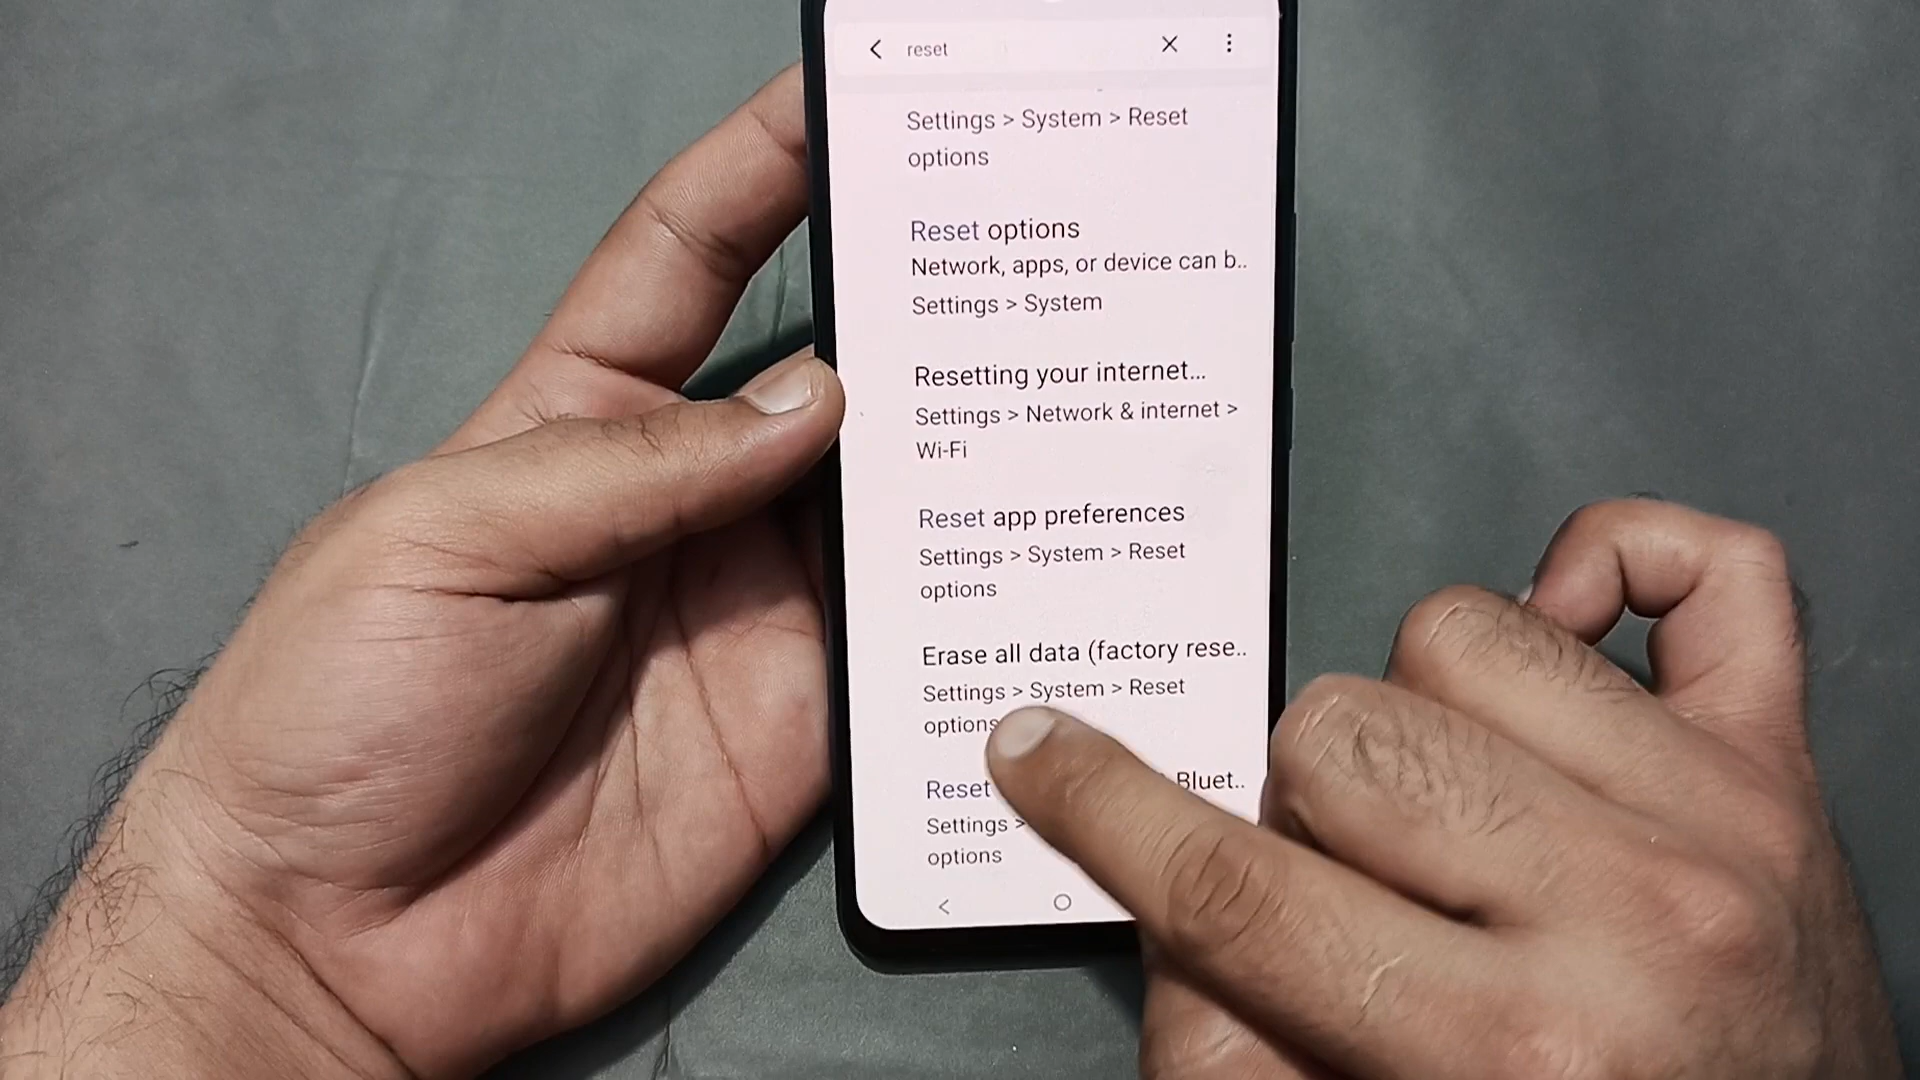 reset
Settings > System > Reset
options
Reset options
Network, apps, or device can b..
Settings > System
Resetting your internet...
Settings > Network & internet >
Wi-Fi
Reset app preferences
Settings > System > Reset
options
Erase all data (factory rese..
Settings > System > Reset
options
Reset Bluet..
Settings >
options